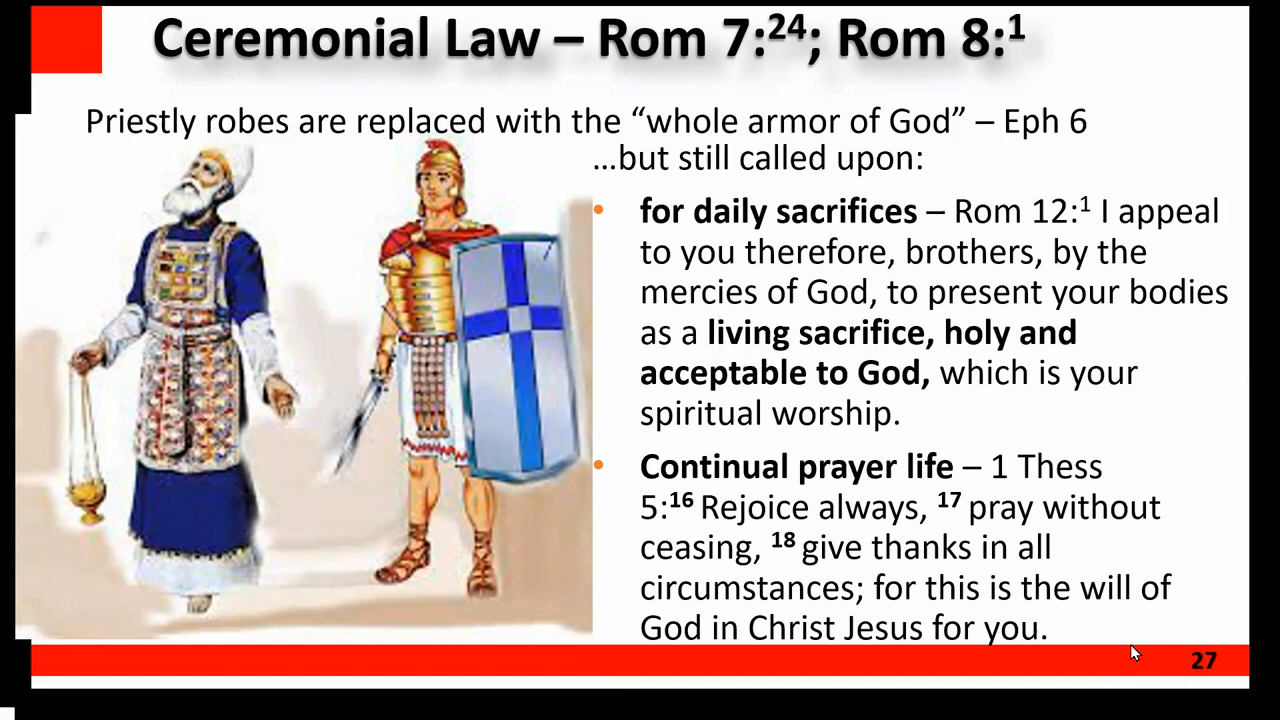 Ceremonial Law – Rom 7:24; Rom 8:1
Priestly robes are replaced with the “whole armor of God” – Eph 6
…but still called upon:
• for daily sacrifices – Rom 12:1 I appeal
to you therefore, brothers, by the
mercies of God, to present your bodies
as a living sacrifice, holy and
acceptable to God, which is your
spiritual worship.
• Continual prayer life – 1 Thess
5:16 Rejoice always, 17 pray without
ceasing, 18 give thanks in all
circumstances; for this is the will of
God in Christ Jesus for you.
27